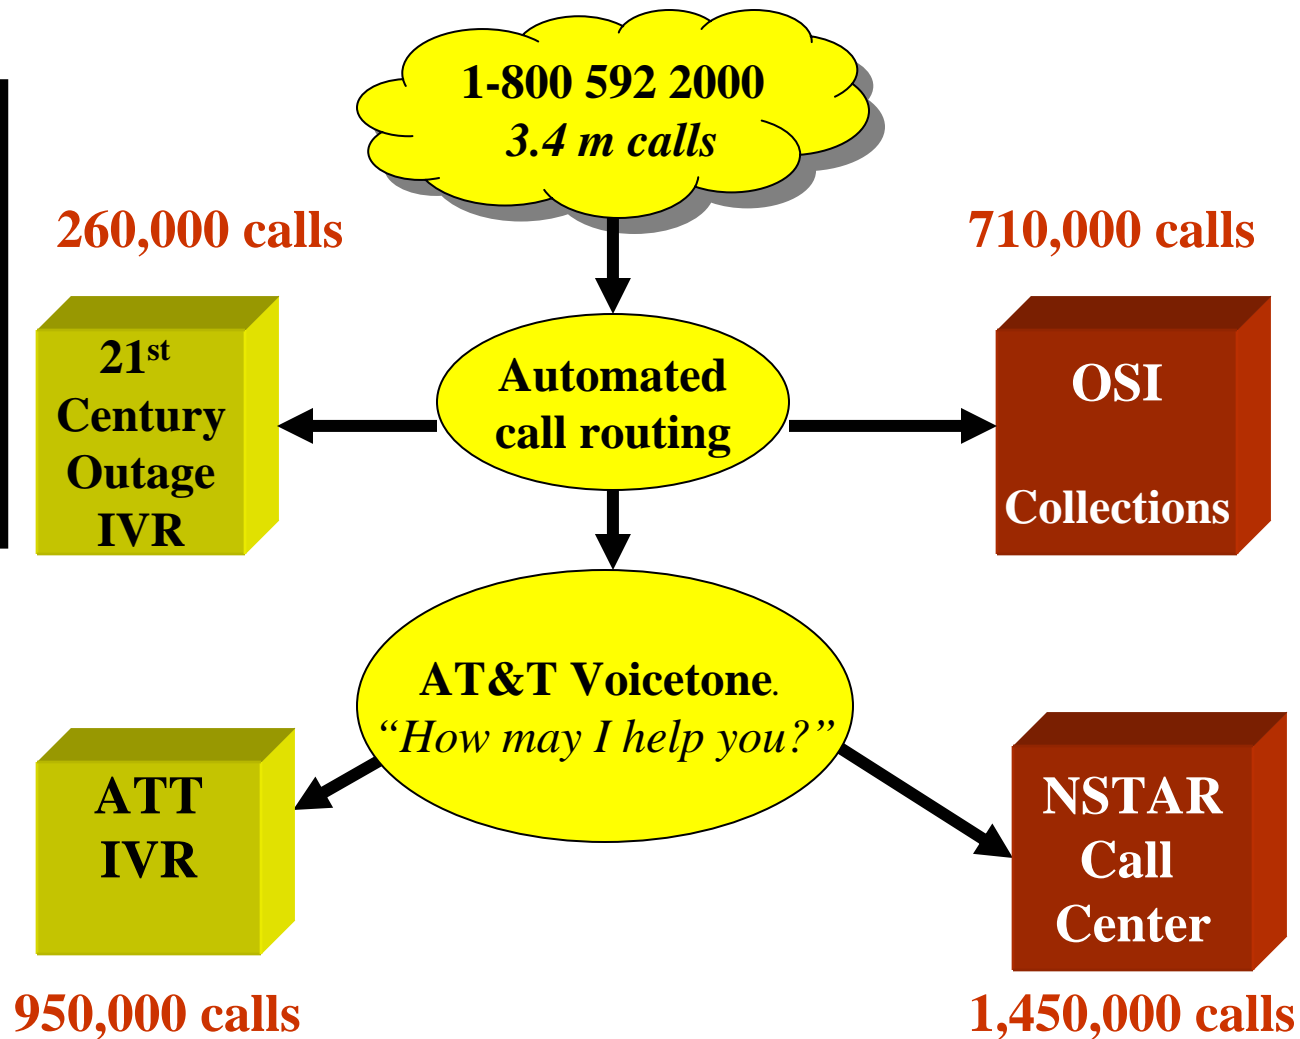 1-800 592 2000
3.4 m calls
260,000 calls
710,000 calls
21st
Century
Outage
IVR
Automated
call routing
OSI
Collections
AT&T Voicetone.
“How may I help you?”
ATT
IVR
NSTAR
Call
Center
950,000 calls
1,450,000 calls